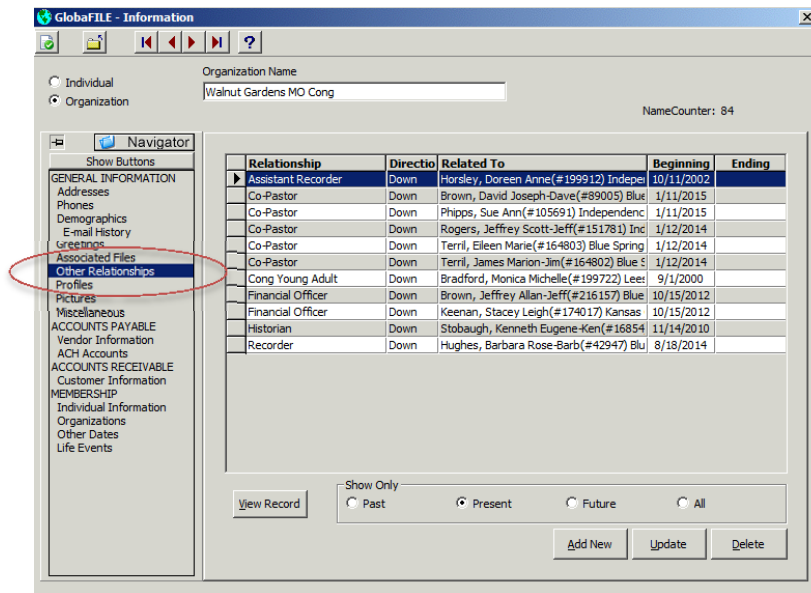 GlobaFILE - Information
Organization Name
Individual
Organization
Walnut Gardens MO Cong
NameCounter: 84
Navigator
Show Buttons
GENERAL INFORMATION
Addresses
Phones
Demographics
E-mail History
Greetings
Associated Files
Other Relationships
Profiles
Pictures
Miscellaneous
ACCOUNTS PAYABLE
Vendor Information
ACH Accounts
ACCOUNTS RECEIVABLE
Customer Information
MEMBERSHIP
Individual Information
Organizations
Other Dates
Life Events
Relationship Directio Related To Beginning Ending
Assistant Recorder Down Horsley, Doreen Anne(#199912) Indepe 10/11/2002
Co-Pastor Down Brown, David Joseph-Dave(#89005) Blue 1/11/2015
Co-Pastor Down Phipps, Sue Ann(#105691) Independenc 1/11/2015
Co-Pastor Down Rogers, Jeffrey Scott-Jeff(#151781) Ind 1/12/2014
Co-Pastor Down Terril, Eileen Marie(#164803) Blue Spring 1/12/2014
Co-Pastor Down Terril, James Marion-Jim(#164802) Blue S 1/12/2014
Cong Young Adult Down Bradford, Monica Michelle(#199722) Lees 9/1/2000
Financial Officer Down Brown, Jeffrey Allan-Jeff(#216157) Blue 10/15/2012
Financial Officer Down Keenan, Stacey Leigh(#174017) Kansas 10/15/2012
Historian Down Stobaugh, Kenneth Eugene-Ken(#16854 11/14/2010
Recorder Down Hughes, Barbara Rose-Barb(#42947) Blu 8/18/2014
View Record
Show Only
Past Present Future All
Add New Update Delete